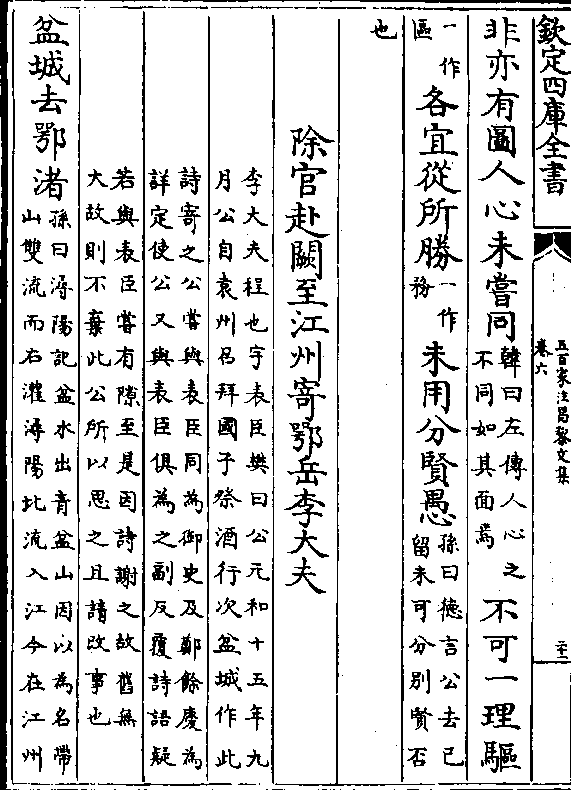 欽定四庫全書
五百家注昌黎文集
卷六
二十二
非亦有圖人心未嘗同韓曰左傳人心之不同如其面焉不可一理驅
一作區各宜從所勝一作務未用分賢愚孫曰德言公去已留未可分別賢否
也
除官赴闕至江州寄鄂岳李大夫
李大夫程也字表臣樊曰公元和十五年九
月公自袁州召拜國子祭酒行次盆城作此
詩寄之公嘗與表臣同為御史及鄭餘慶為
詳定使公又與表臣俱為之副反覆詩語疑
若與表臣嘗有隙至是因詩謝之故舊無
大故則不棄此公所以思之且請改事也
盆城去鄂渚孫曰潯陽記盆水出青盆山因以為名帶山雙流而右灌潯陽北流入江今在江州